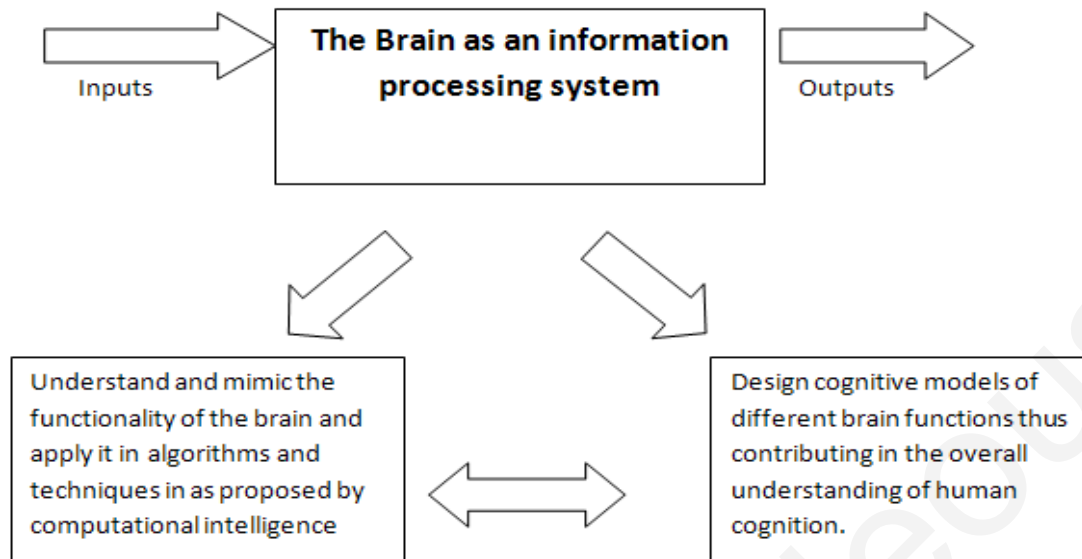 The Brain as an information
processing system
Inputs
Outputs
Understand and mimic the
functionality of the brain and
apply it in algorithms and
techniques in as proposed by
computational intelligence
Design cognitive models of
different brain functions thus
contributing in the overall
understanding of human
cognition.